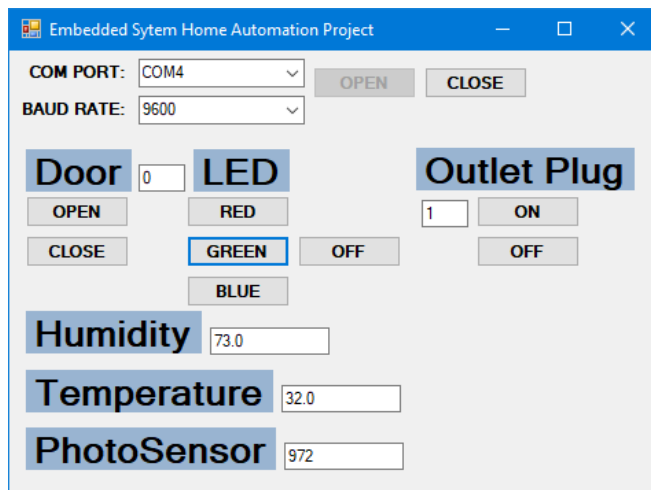 Embedded Sytem Home Automation Project
COM PORT: COM4 OPEN CLOSE
BAUD RATE: 9600
Door 0 LED Outlet Plug
OPEN RED 1 ON
CLOSE GREEN OFF OFF
BLUE
Humidity 73.0
Temperature 32.0
PhotoSensor 972